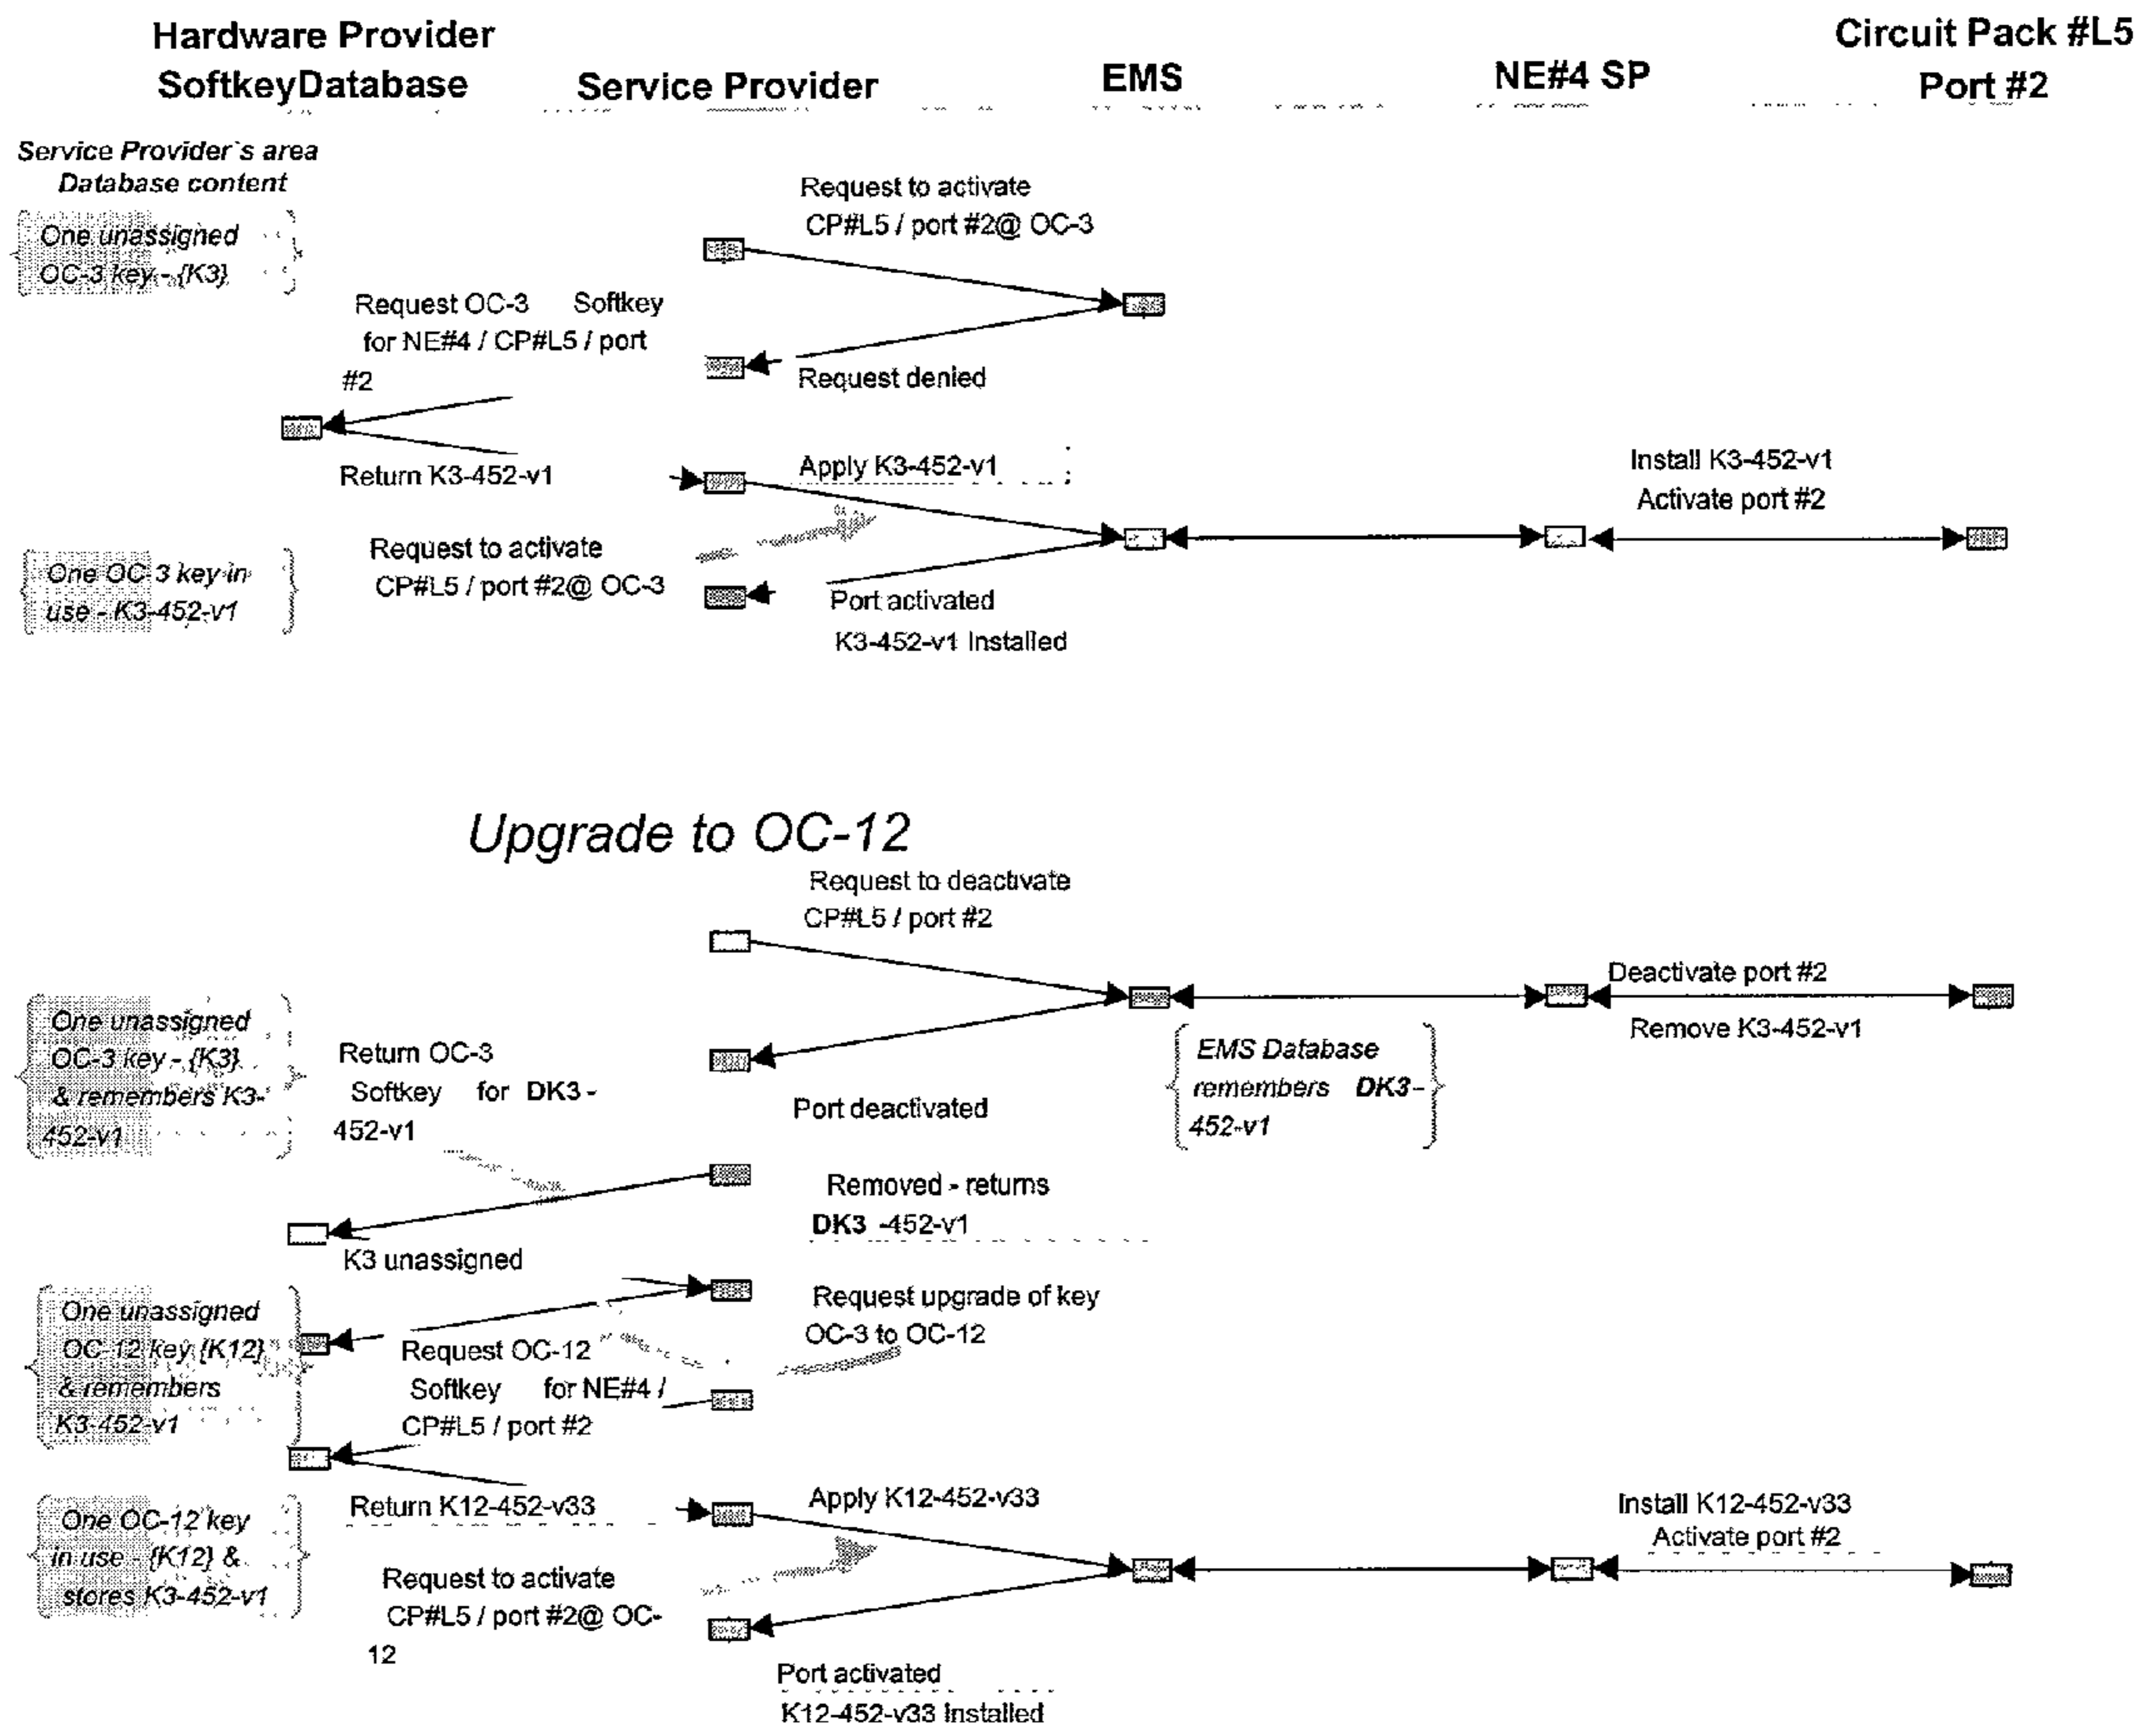 Hardware Provider
SoftkeyDatabase
Service Provider
EMS
NE#4 SP
Circuit Pack #L5
Port #2
Service Provider`s area
Database content
One unassigned
OC-3 key - {K3}
Request to activate
CP#L5 / port #2@ OC-3
Request OC-3 Softkey
for NE#4 / CP#L5 / port
#2
Request denied
Return K3-452-v1
Apply K3-452-v1
Install K3-452-v1
Activate port #2
One OC-3 key in
use - K3-452-v1
Request to activate
CP#L5 / port #2@ OC-3
Port activated
K3-452-v1 Installed
Upgrade to OC-12
Request to deactivate
CP#L5 / port #2
Deactivate port #2
Remove K3-452-v1
One unassigned
OC-3 key - {K3}
& remembers K3-
452-v1
Return OC-3
Softkey for DK3 -
452-v1
EMS Database
remembers DK3-
452-v1
Port deactivated
Removed - returns
DK3 -452-v1
K3 unassigned
One unassigned
OC-12 key {K12}
& remembers
K3-452-v1
Request upgrade of key
OC-3 to OC-12
Request OC-12
Softkey for NE#4 /
CP#L5 / port #2
Return K12-452-v33
Apply K12-452-v33
Install K12-452-v33
Activate port #2
One OC-12 key
in use - {K12} &
stores K3-452-v1
Request to activate
CP#L5 / port #2@ OC-
12
Port activated
K12-452-v33 Installed